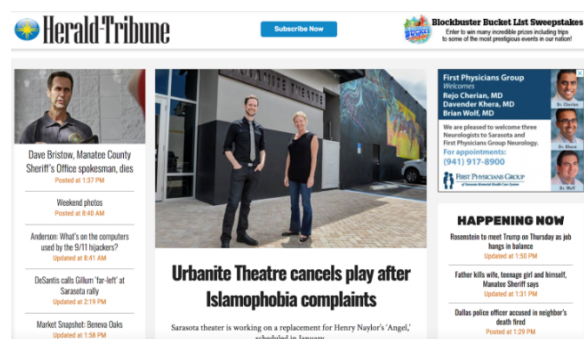 Herald-Tribune
Subscribe Now
Blockbuster Bucket List Sweepstakes
Enter to win many incredible prizes including trips
to some of the most prestigious events in our nation!
Dave Bristow, Manatee County
Sheriff's Office spokesman, dies
Posted at 1:37 PM
Weekend photos
Posted at 8:40 AM
Anderson: What's on the computers
used by the 9/11 hijackers?
Updated at 8:41 AM
DeSantis calls Gillum 'far-left' at
Sarasota rally
Updated at 2:19 PM
Market Snapshot: Beneva Oaks
Updated at 1:58 PM
URBANITE THEATRE
Urbanite Theatre cancels play after
Islamophobia complaints
Sarasota theater is working on a replacement for Henry Naylor's 'Angel,'
scheduled in January
First Physicians Group
Welcomes
Rejo Cherian, MD
Davender Khera, MD
Brian Wolf, MD
We are pleased to welcome three
Neurologists to Sarasota and
First Physicians Group Neurology.
For appointments:
(941) 917-8900
FIRST PHYSICIANS GROUP
Dr. Cherian
Dr. Khera
Dr. Wolf
HAPPENING NOW
Rosenstein to meet Trump on Thursday as job
hangs in balance
Updated at 1:50 PM
Father kills wife, teenage girl and himself,
Manatee Sheriff says
Updated at 1:31 PM
Dallas police officer accused in neighbor's
death fired
Posted at 1:29 PM